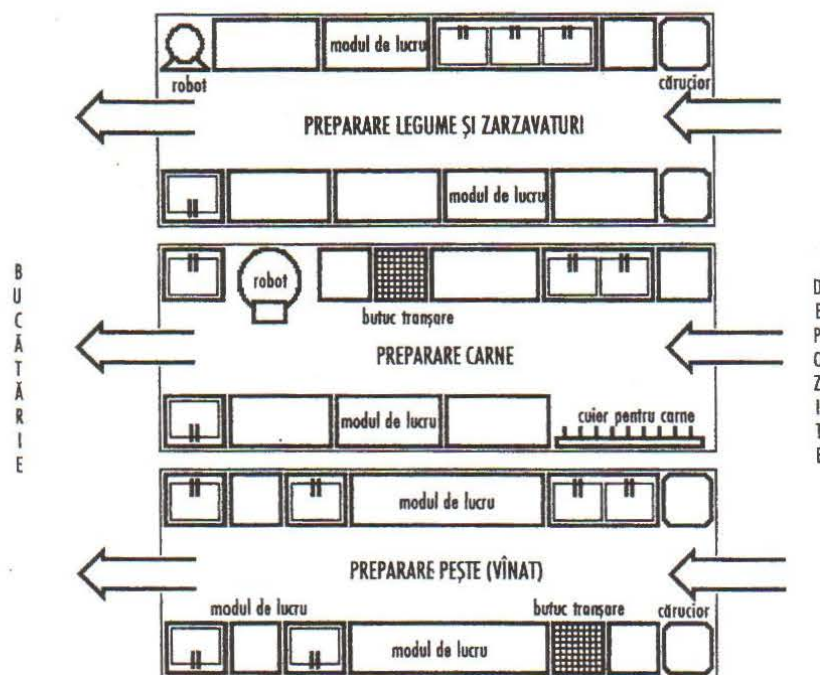 modul de lucru
robot
cărucior
PREPARARE LEGUME ȘI ZARZAVATURI
modul de lucru
robot
butuc tranșare
PREPARARE CARNE
modul de lucru
cuier pentru carne
modul de lucru
PREPARARE PEȘTE (VÎNAT)
modul de lucru
butuc tranșare
cărucior
modul de lucru
BUCĂTĂRIE
DEPOZITE